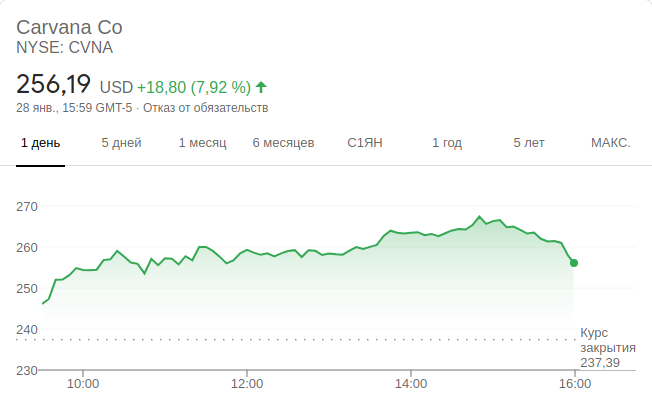 Carvana Co
NYSE: CVNA
256,19 USD +18,80 (7,92 %)
28 янв., 15:59 GMT-5 · Отказ от обязательств
1 день 5 дней 1 месяц 6 месяцев С1ЯН 1 год 5 лет МАКС.
270
260
250
240
Курс
закрытия
237,39
230
10:00 12:00 14:00 16:00